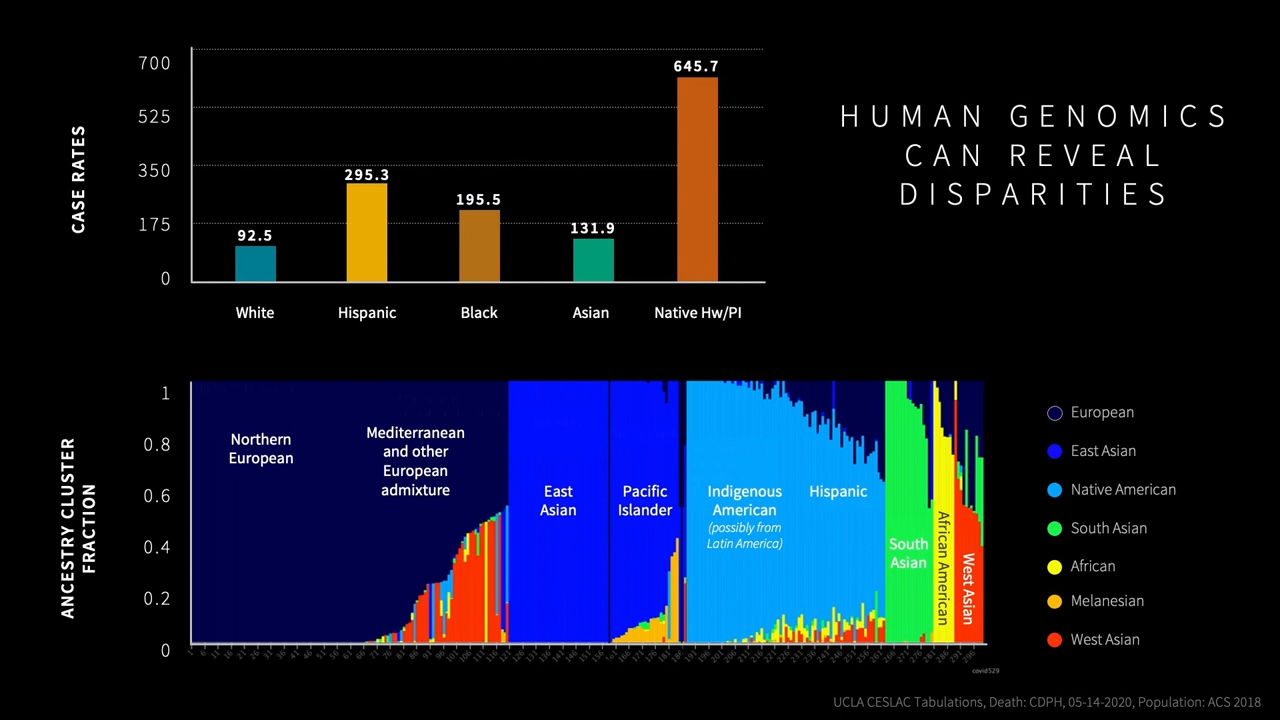 HUMAN GENOMICS
CAN REVEAL
DISPARITIES
CASE RATES
700
525
350
175
0
92.5
295.3
195.5
131.9
645.7
White
Hispanic
Black
Asian
Native Hw/PI
ANCESTRY CLUSTER
FRACTION
1
0.8
0.6
0.4
0.2
0
Northern
European
Mediterranean
and other
European
admixture
East
Asian
Pacific
Islander
Indigenous
American
(possibly from
Latin America)
Hispanic
South
Asian
African American
West Asian
European
East Asian
Native American
South Asian
African
Melanesian
West Asian
covid529
UCLA CESLAC Tabulations, Death: CDPH, 05-14-2020, Population: ACS 2018